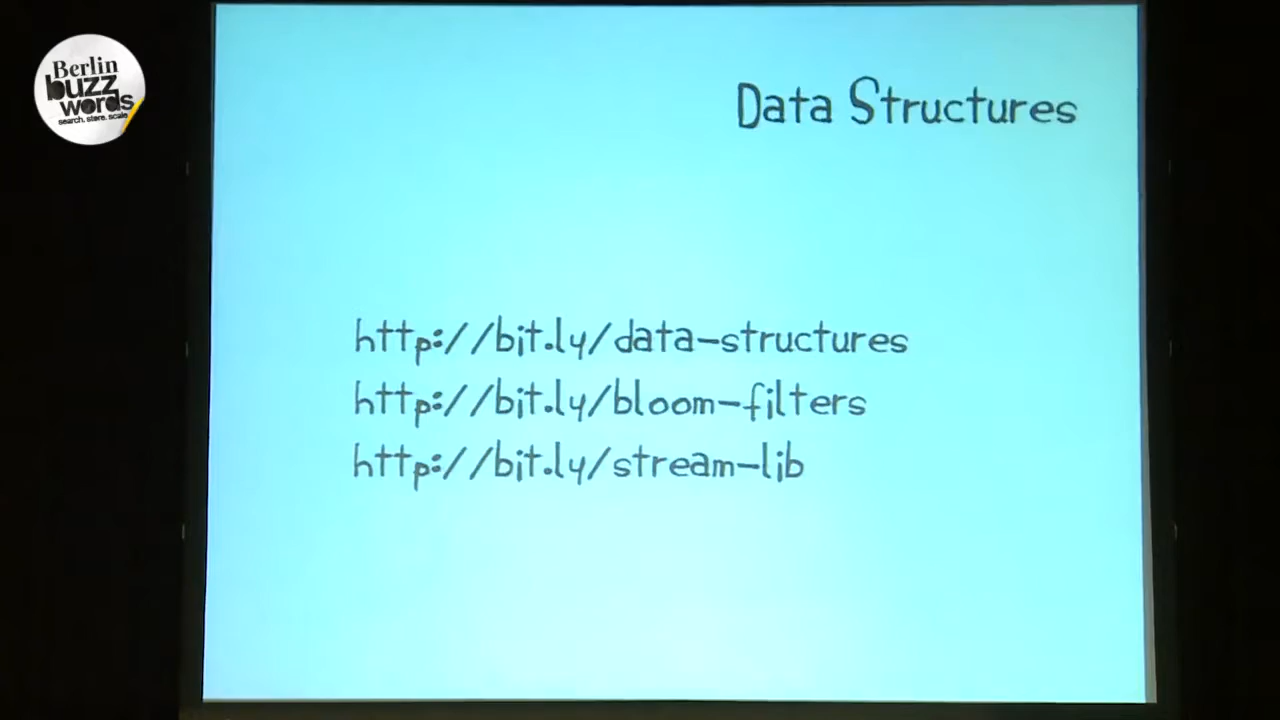 Berlin
buzz
words
search. store. scale
Data Structures
http://bit.ly/data-structures
http://bit.ly/bloom-filters
http://bit.ly/stream-lib